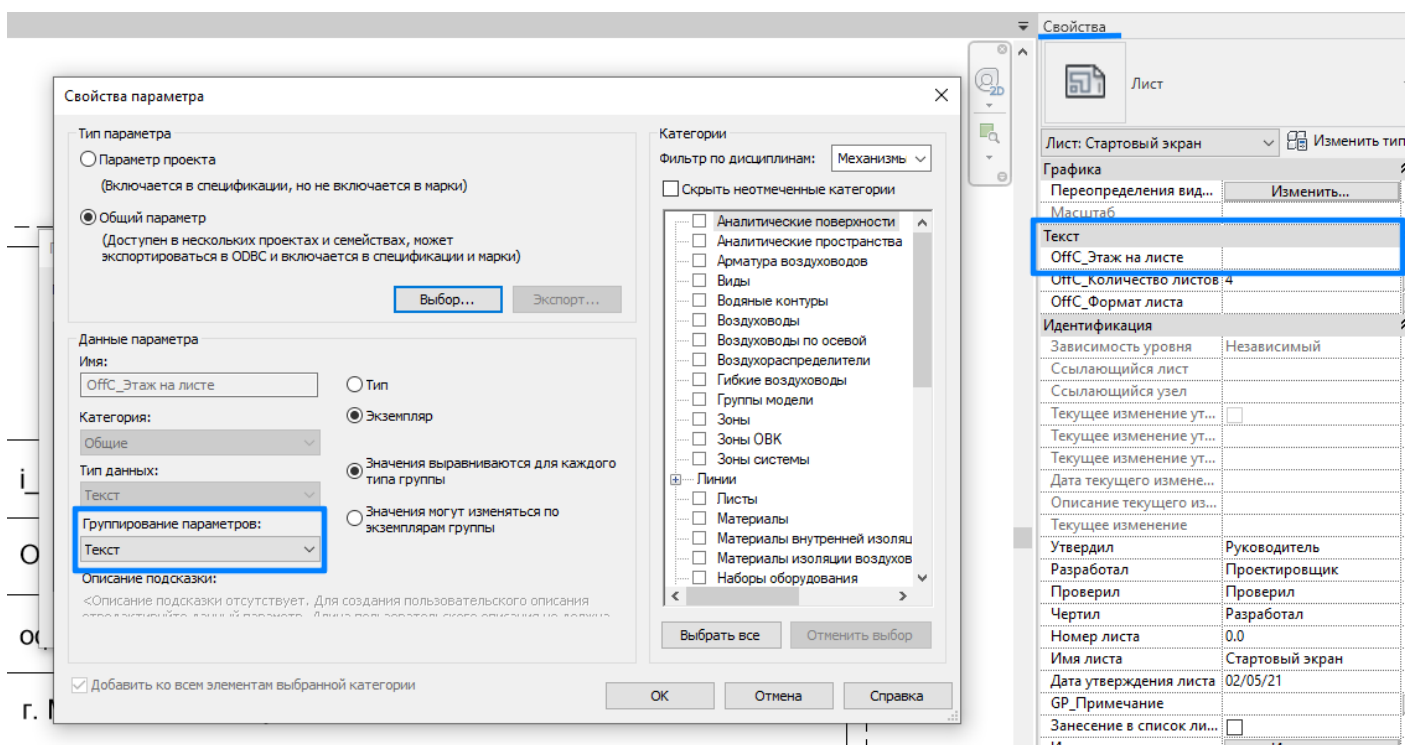 Свойства
2D
Лист
Лист: Стартовый экран
Изменить тип
Графика
Переопределения вид... Изменить...
Масштаб
Текст
OffC_Этаж на листе
OffC_Количество листов 4
OffC_Формат листа
Идентификация
Зависимость уровня Независимый
Ссылающийся лист
Ссылающийся узел
Текущее изменение ут...
Текущее изменение ут...
Текущее изменение ут...
Дата текущего измене...
Описание текущего из...
Текущее изменение
Утвердил Руководитель
Разработал Проектировщик
Проверил Проверил
Чертил Разработал
Номер листа 0.0
Имя листа Стартовый экран
Дата утверждения листа 02/05/21
GP_Примечание
Занесение в список ли...
Свойства параметра
Тип параметра
Параметр проекта
(Включается в спецификации, но не включается в марки)
Общий параметр
(Доступен в нескольких проектах и семействах, может
экспортироваться в ODBC и включается в спецификации и марки)
Выбор... Экспорт...
Данные параметра
Имя:
OffC_Этаж на листе
Категория:
Общие
Тип данных:
Текст
Группирование параметров:
Текст
Тип
Экземпляр
Значения выравниваются для каждого
типа группы
Значения могут изменяться по
экземплярам группы
Описание подсказки:
<Описание подсказки отсутствует. Для создания пользовательского описания
отредактируйте данный параметр. Длина пользовательского описания не должна
Добавить ко всем элементам выбранной категории
Категории
Фильтр по дисциплинам: Механизмы
Скрыть неотмеченные категории
Аналитические поверхности
Аналитические пространства
Арматура воздуховодов
Виды
Водяные контуры
Воздуховоды
Воздуховоды по осевой
Воздухораспределители
Гибкие воздуховоды
Группы модели
Зоны
Зоны ОВК
Зоны системы
Линии
Листы
Материалы
Материалы внутренней изоляц
Материалы изоляции воздухов
Наборы оборудования
Выбрать все Отменить выбор
OK Отмена Справка
i_
О
г.